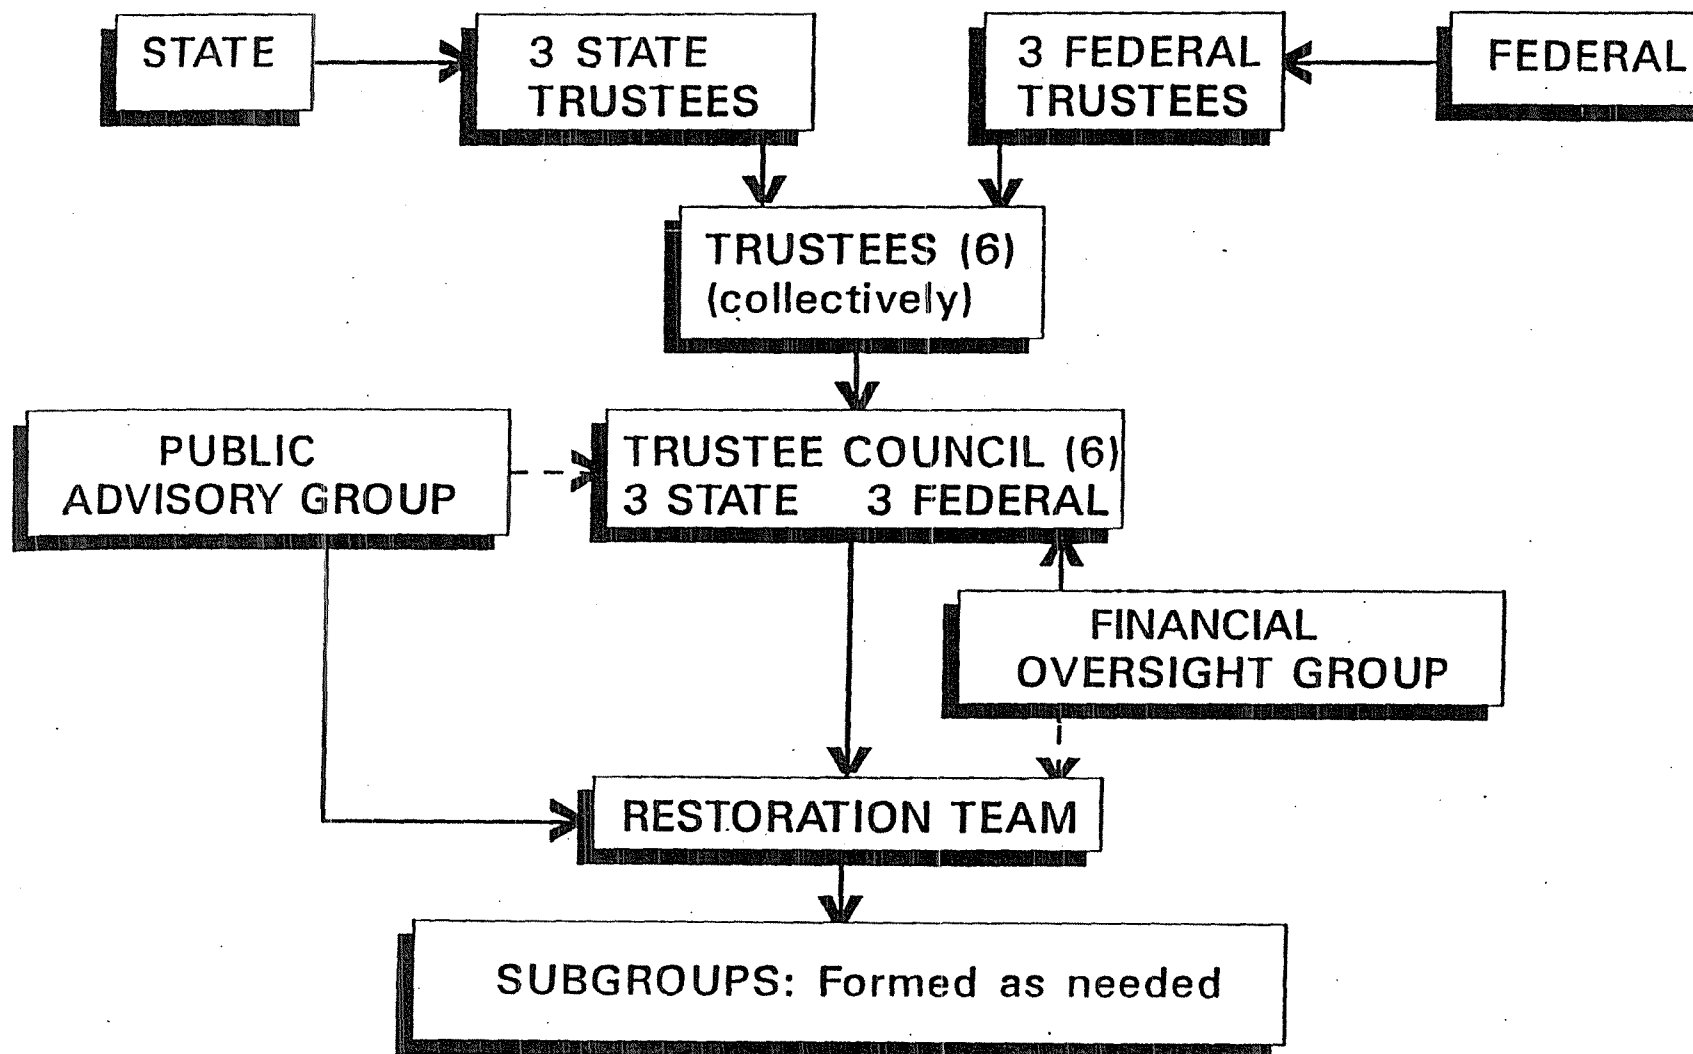 STATE
3 STATE
TRUSTEES
3 FEDERAL
TRUSTEES
FEDERAL
TRUSTEES (6)
(collectively)
PUBLIC
ADVISORY GROUP
TRUSTEE COUNCIL (6)
3 STATE 3 FEDERAL
FINANCIAL
OVERSIGHT GROUP
RESTORATION TEAM
SUBGROUPS: Formed as needed